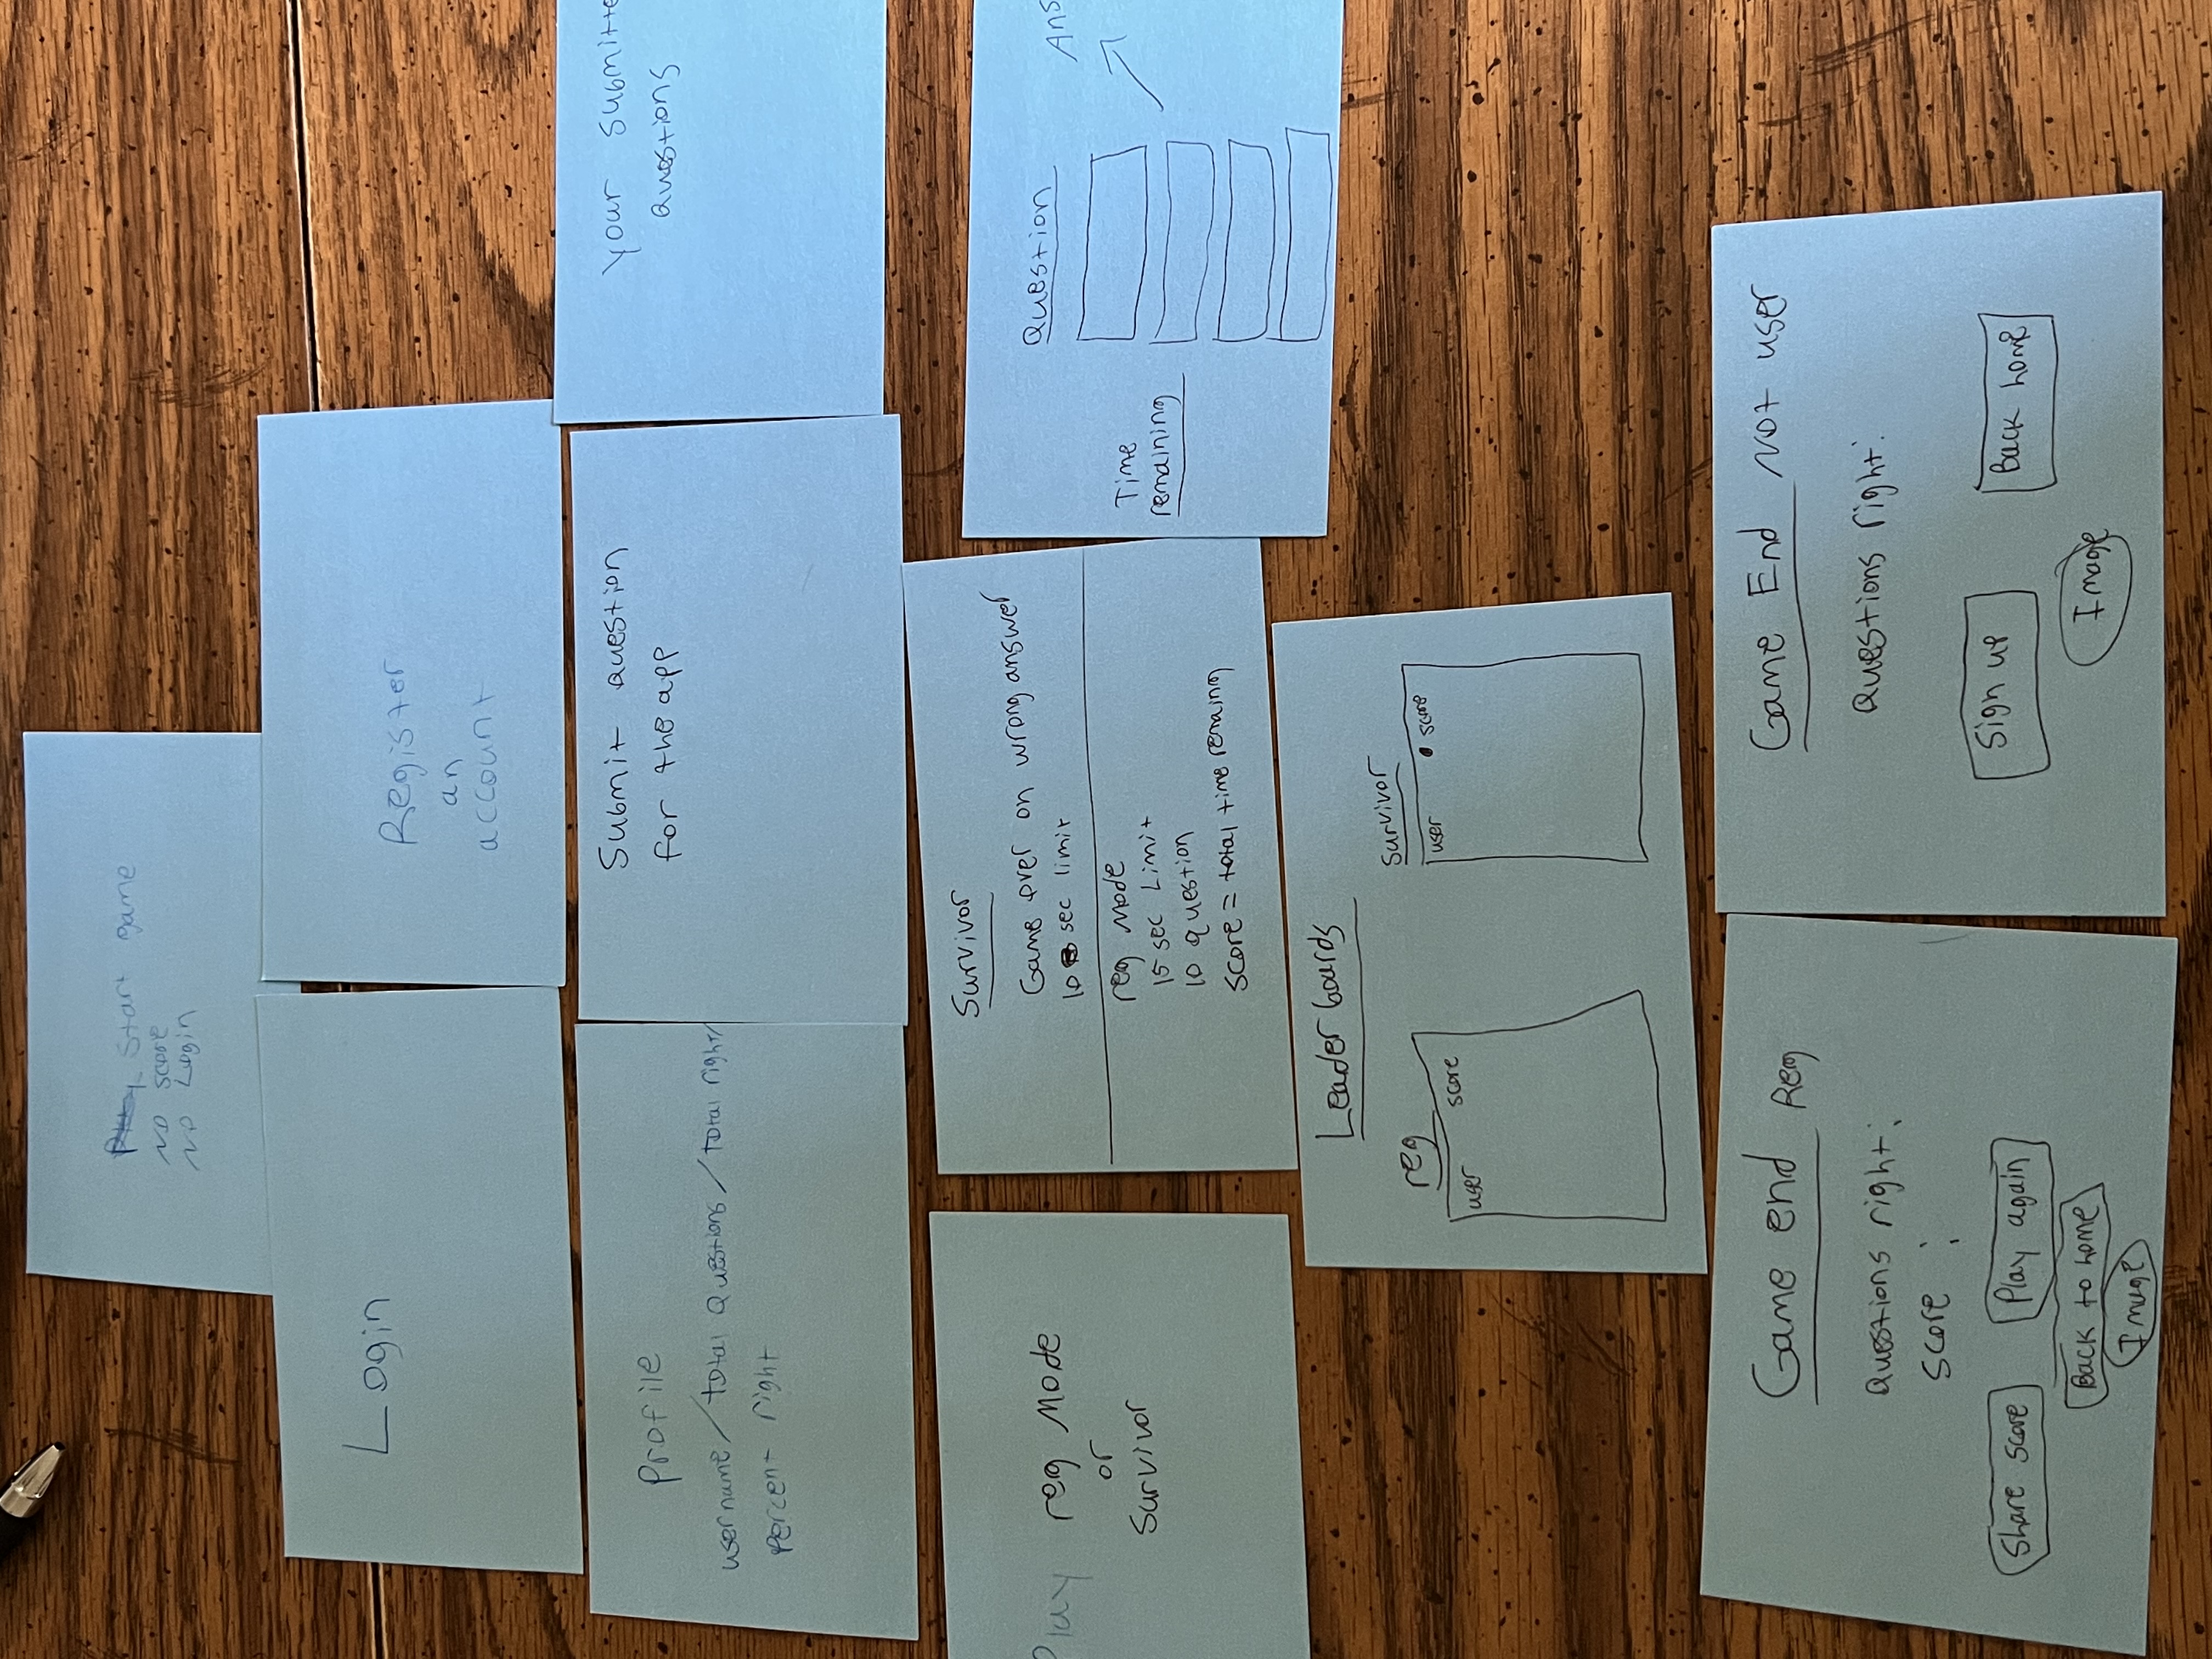 Start game
NO score
NO Login
Login
Register
an
account
Profile
username / total Questions / total right /
percent right
Submit question
for the app
your submitte
questions
Play reg Mode
or
Survivor
Survivor
Game over on wrong answer
10 sec limit
reg Mode
15 sec Limit
10 question
score = total time remaining
Question
Ans
Time
remaining
Leader boards
reg
user score
Survivor
user score
Game end Reg
Questions right:
score :
Share score
Play again
Back to home
Image
Game End Not user
Questions right:
Sign up
Back home
Image